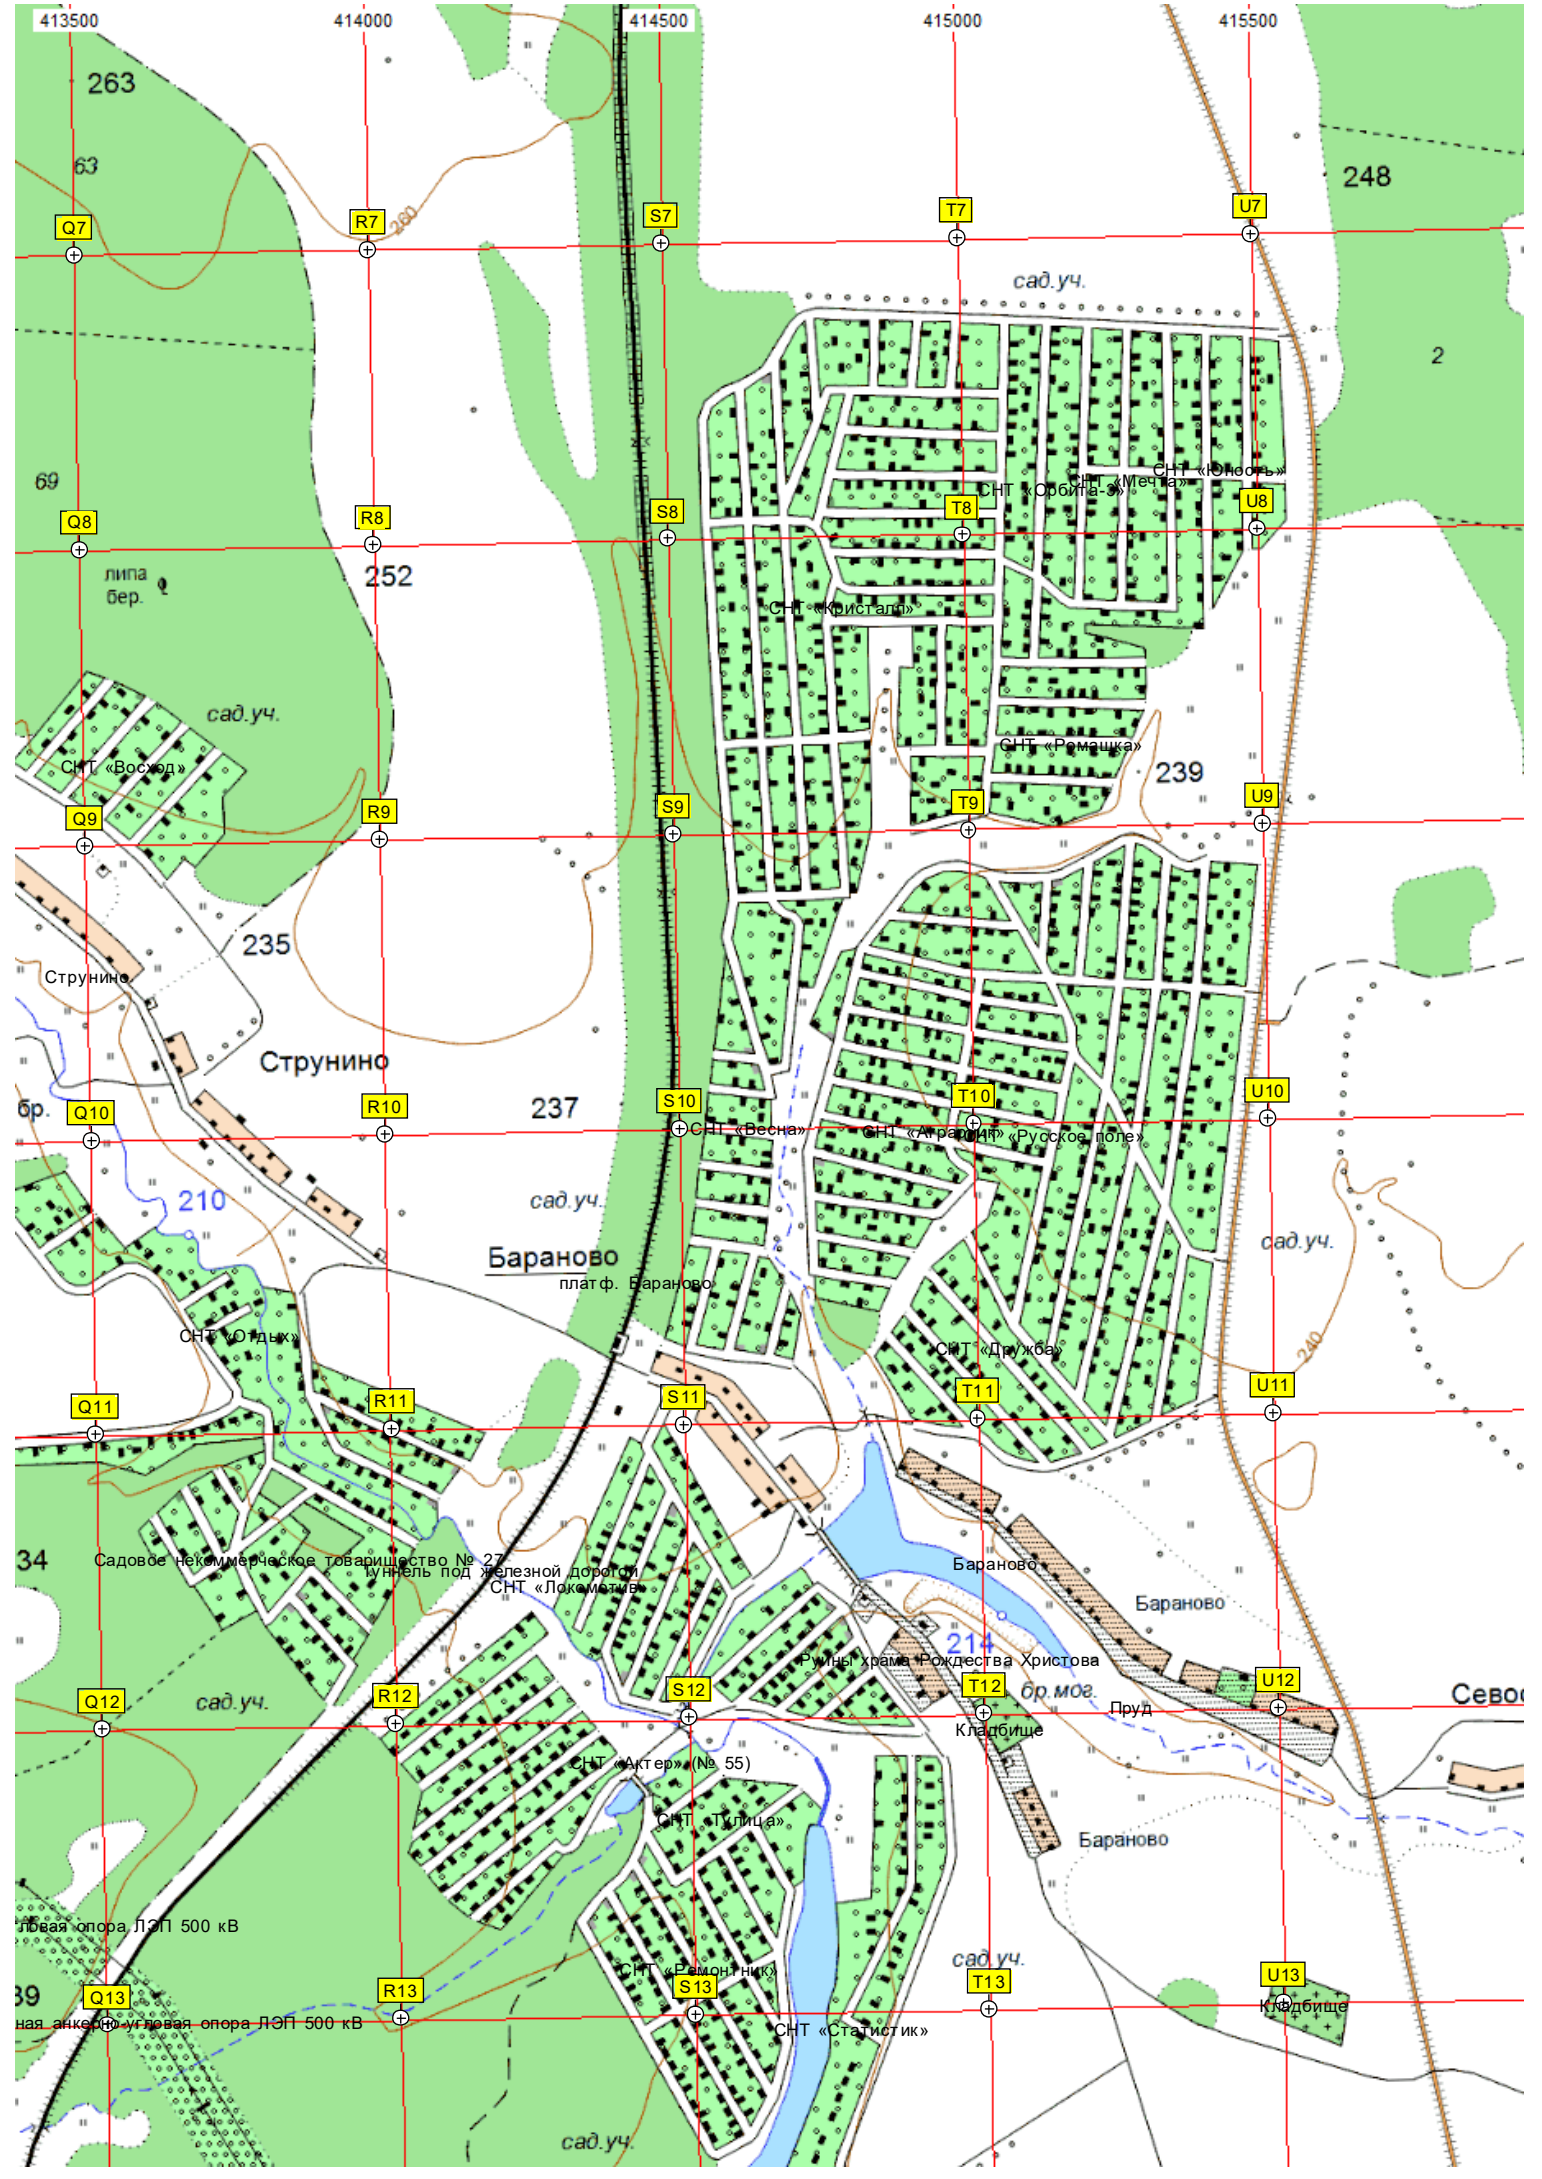 413500 414000 414500 415000 415500
263
63
248
260
Q7 R7 S7 T7 U7
сад.уч.
2
69
СНТ «Юность»
СНТ «Мечта»
СНТ «Орбита-3»
Q8 R8 S8 T8 U8
липа
бер.
252
СНТ «Кристалл»
сад.уч.
СНТ «Ромашка»
СНТ «Восход»
239
Q9 R9 S9 T9 U9
235
Струнино
Струнино
бр.
237
Q10 R10 S10 T10 U10
СНТ «Весна»
СНТ «Аграрник»
«Русское поле»
210
сад.уч.
сад.уч.
Бараново
платф. Бараново
СНТ «Отдых»
СНТ «Дружба»
240
Q11 R11 S11 T11 U11
34
Садовое некоммерческое товарищество № 27
Туннель под железной дорогой
СНТ «Локомотив»
Бараново
Бараново
214
Руины храма Рождества Христова
бр.мог.
Q12 R12 S12 T12 U12
сад.уч.
Пруд
Кладбище
Севос
СНТ «Актер» (№ 55)
СНТ «Тулица»
Бараново
гловая опора ЛЭП 500 кВ
сад.уч.
СНТ «Ремонтник»
39
Q13 R13 S13 T13 U13
Кладбище
ная анкерно-угловая опора ЛЭП 500 кВ
СНТ «Статистик»
сад.уч.